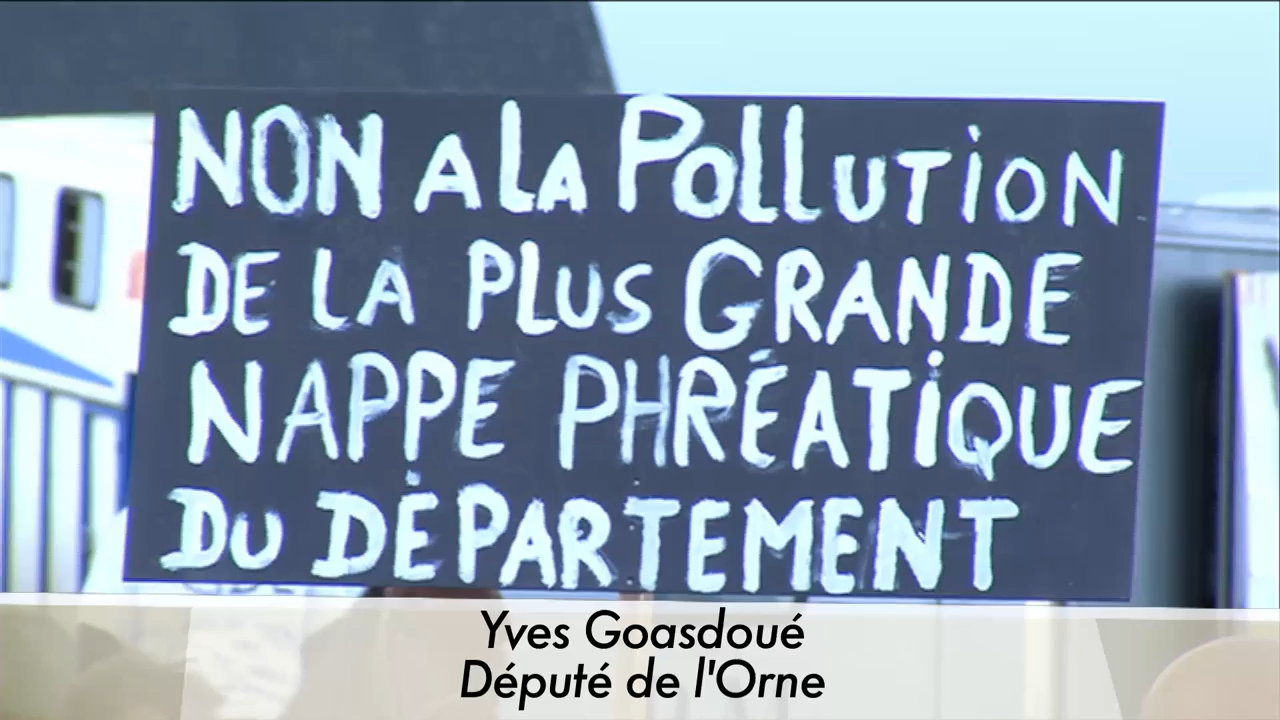 NON A LA POLLUTiON
DE LA PLUS GRANDE
NAPPE PHRÉATiQUE
DU DÉPARTEMENT
Yves Goasdoué
Député de l'Orne